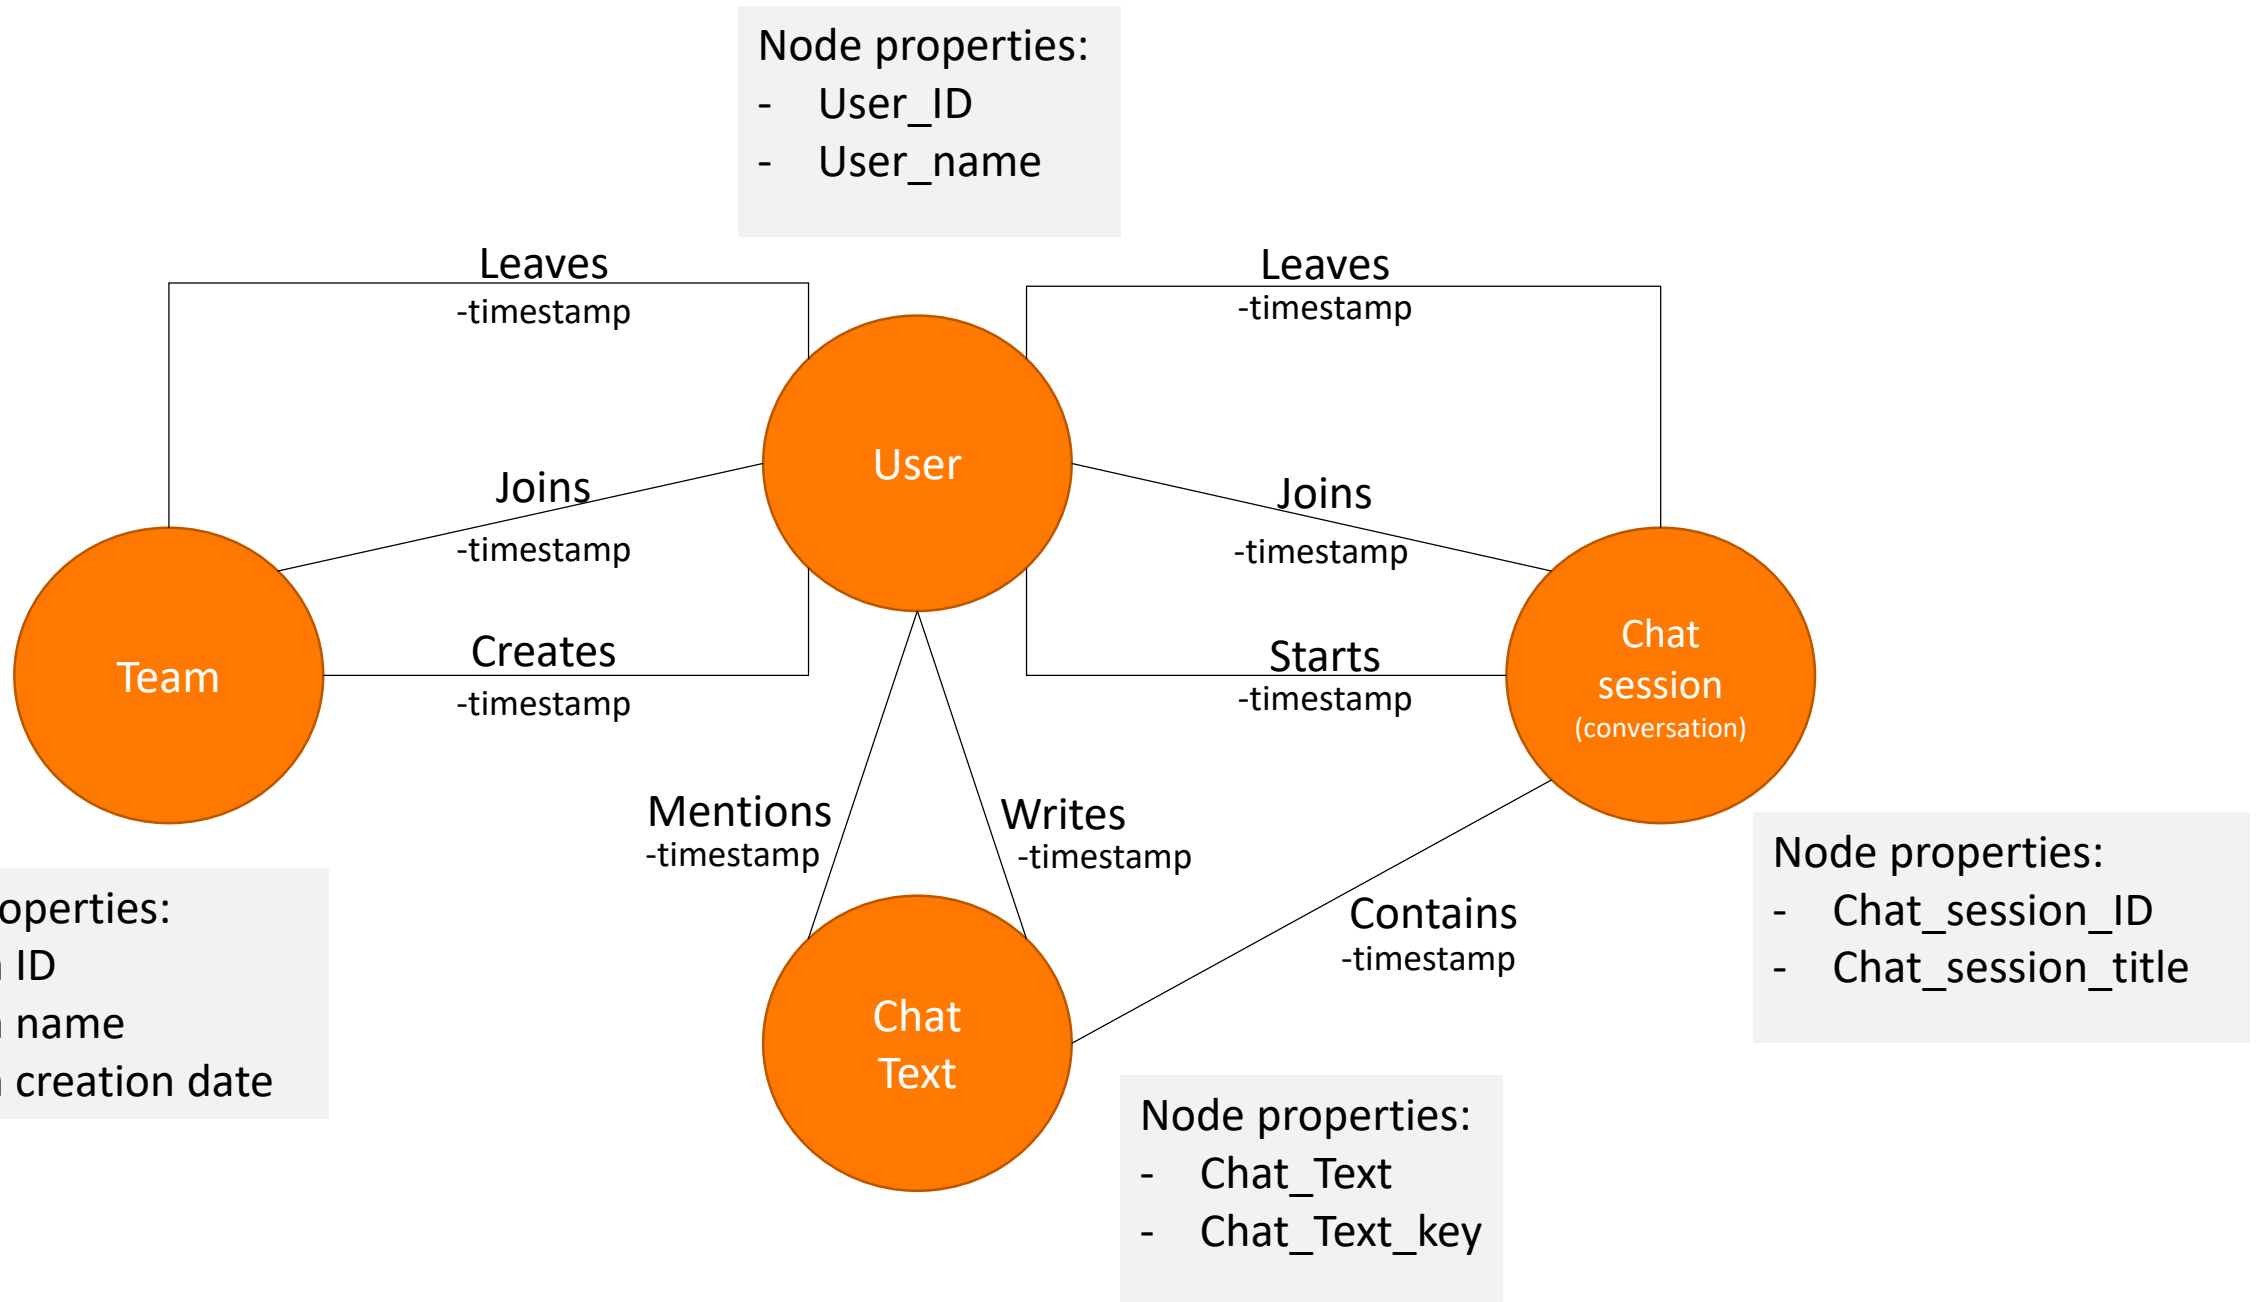 Node properties:
- User_ID
- User_name
Leaves
-timestamp
Leaves
-timestamp
User
Joins
-timestamp
Joins
-timestamp
Team
Creates
-timestamp
Starts
-timestamp
Chat
session
(conversation)
Mentions
-timestamp
Writes
-timestamp
Contains
-timestamp
Node properties:
- Chat_session_ID
- Chat_session_title
operties:
ID
name
creation date
Chat
Text
Node properties:
- Chat_Text
- Chat_Text_key